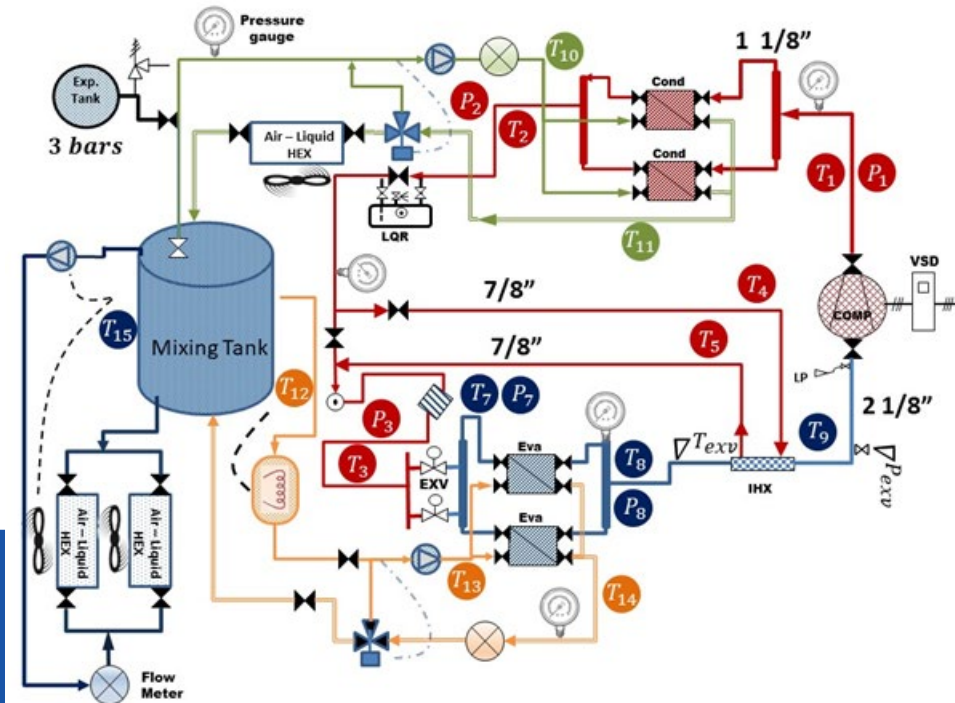 Pressure
gauge
Exp.
Tank
3 bars
Air – Liquid
HEX
P₂
T₂
T₁₀
Cond
Cond
1 1/8”
T₁
P₁
T₁₁
LQR
VSD
COMP
7/8”
T₄
7/8”
T₅
LP
2 1/8”
T₁₅
Mixing Tank
T₁₂
P₃
T₃
EXV
T₇
P₇
Eva
Eva
T₈
P₈
T_exv
IHX
T₉
P_exv
Air – Liquid
HEX
Air – Liquid
HEX
T₁₃
T₁₄
Flow
Meter